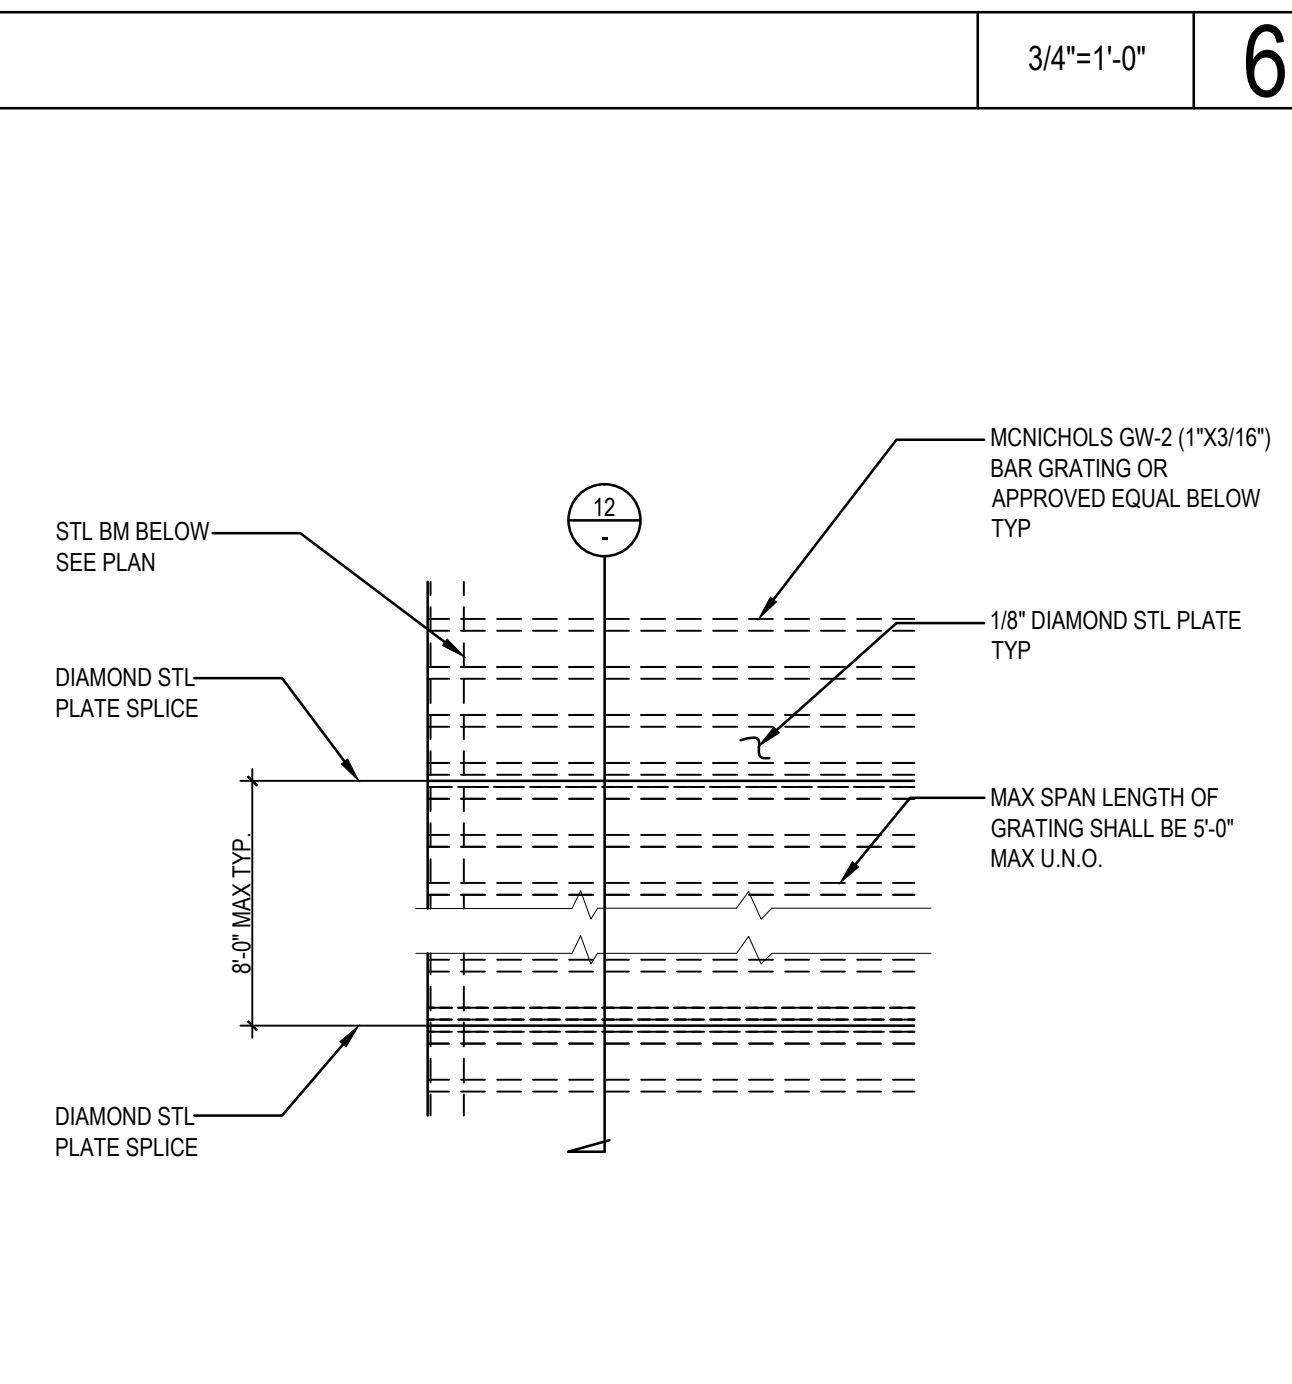 3/4"=1'-0"
6
MCNICHOLS GW-2 (1"X3/16")
BAR GRATING OR
APPROVED EQUAL BELOW
TYP
12
-
STL BM BELOW
SEE PLAN
1/8" DIAMOND STL PLATE
TYP
DIAMOND STL
PLATE SPLICE
MAX SPAN LENGTH OF
GRATING SHALL BE 5'-0"
MAX U.N.O.
8'-0" MAX TYP.
DIAMOND STL
PLATE SPLICE